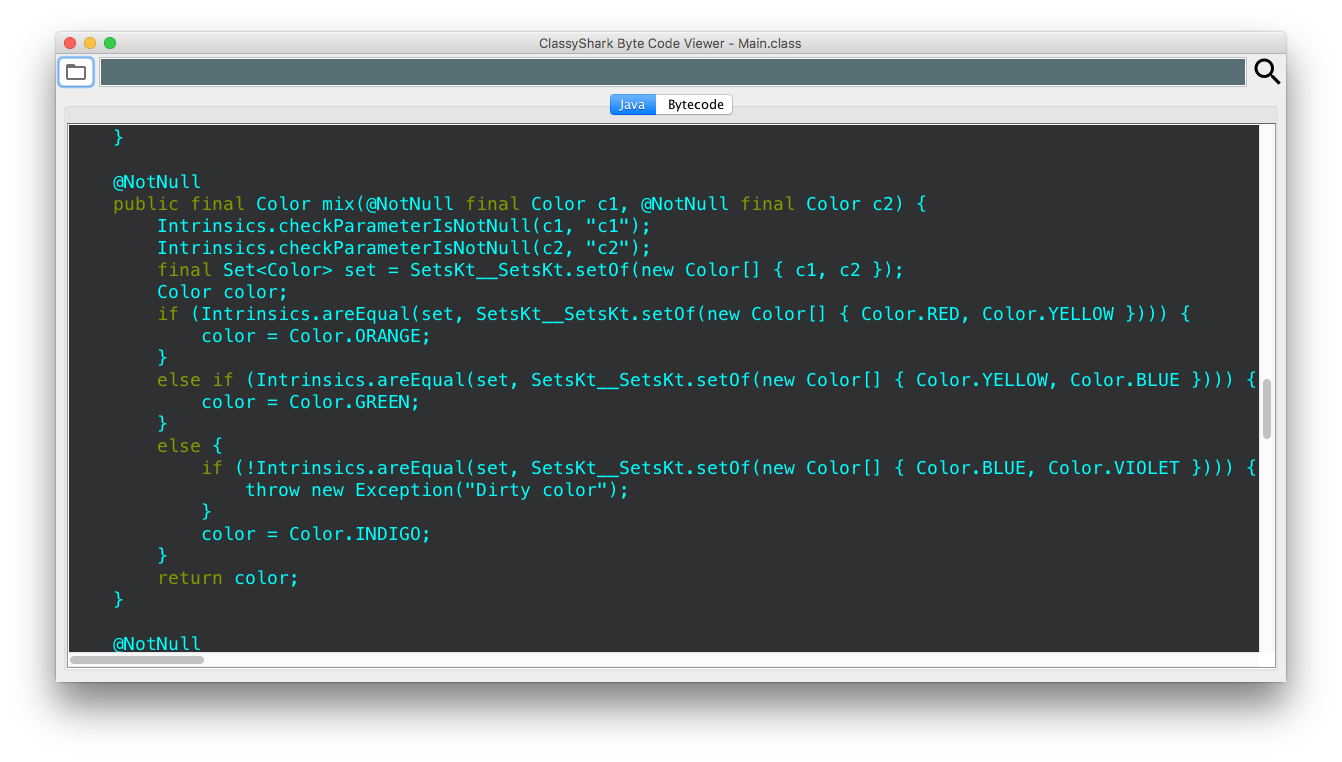 ClassyShark Byte Code Viewer - Main.class
Java Bytecode
}
@NotNull
public final Color mix(@NotNull final Color c1, @NotNull final Color c2) {
Intrinsics.checkParameterIsNotNull(c1, "c1");
Intrinsics.checkParameterIsNotNull(c2, "c2");
final Set<Color> set = SetsKt__SetsKt.setOf(new Color[] { c1, c2 });
Color color;
if (Intrinsics.areEqual(set, SetsKt__SetsKt.setOf(new Color[] { Color.RED, Color.YELLOW }))) {
color = Color.ORANGE;
}
else if (Intrinsics.areEqual(set, SetsKt__SetsKt.setOf(new Color[] { Color.YELLOW, Color.BLUE }))) {
color = Color.GREEN;
}
else {
if (!Intrinsics.areEqual(set, SetsKt__SetsKt.setOf(new Color[] { Color.BLUE, Color.VIOLET }))) {
throw new Exception("Dirty color");
}
color = Color.INDIGO;
}
return color;
}
@NotNull